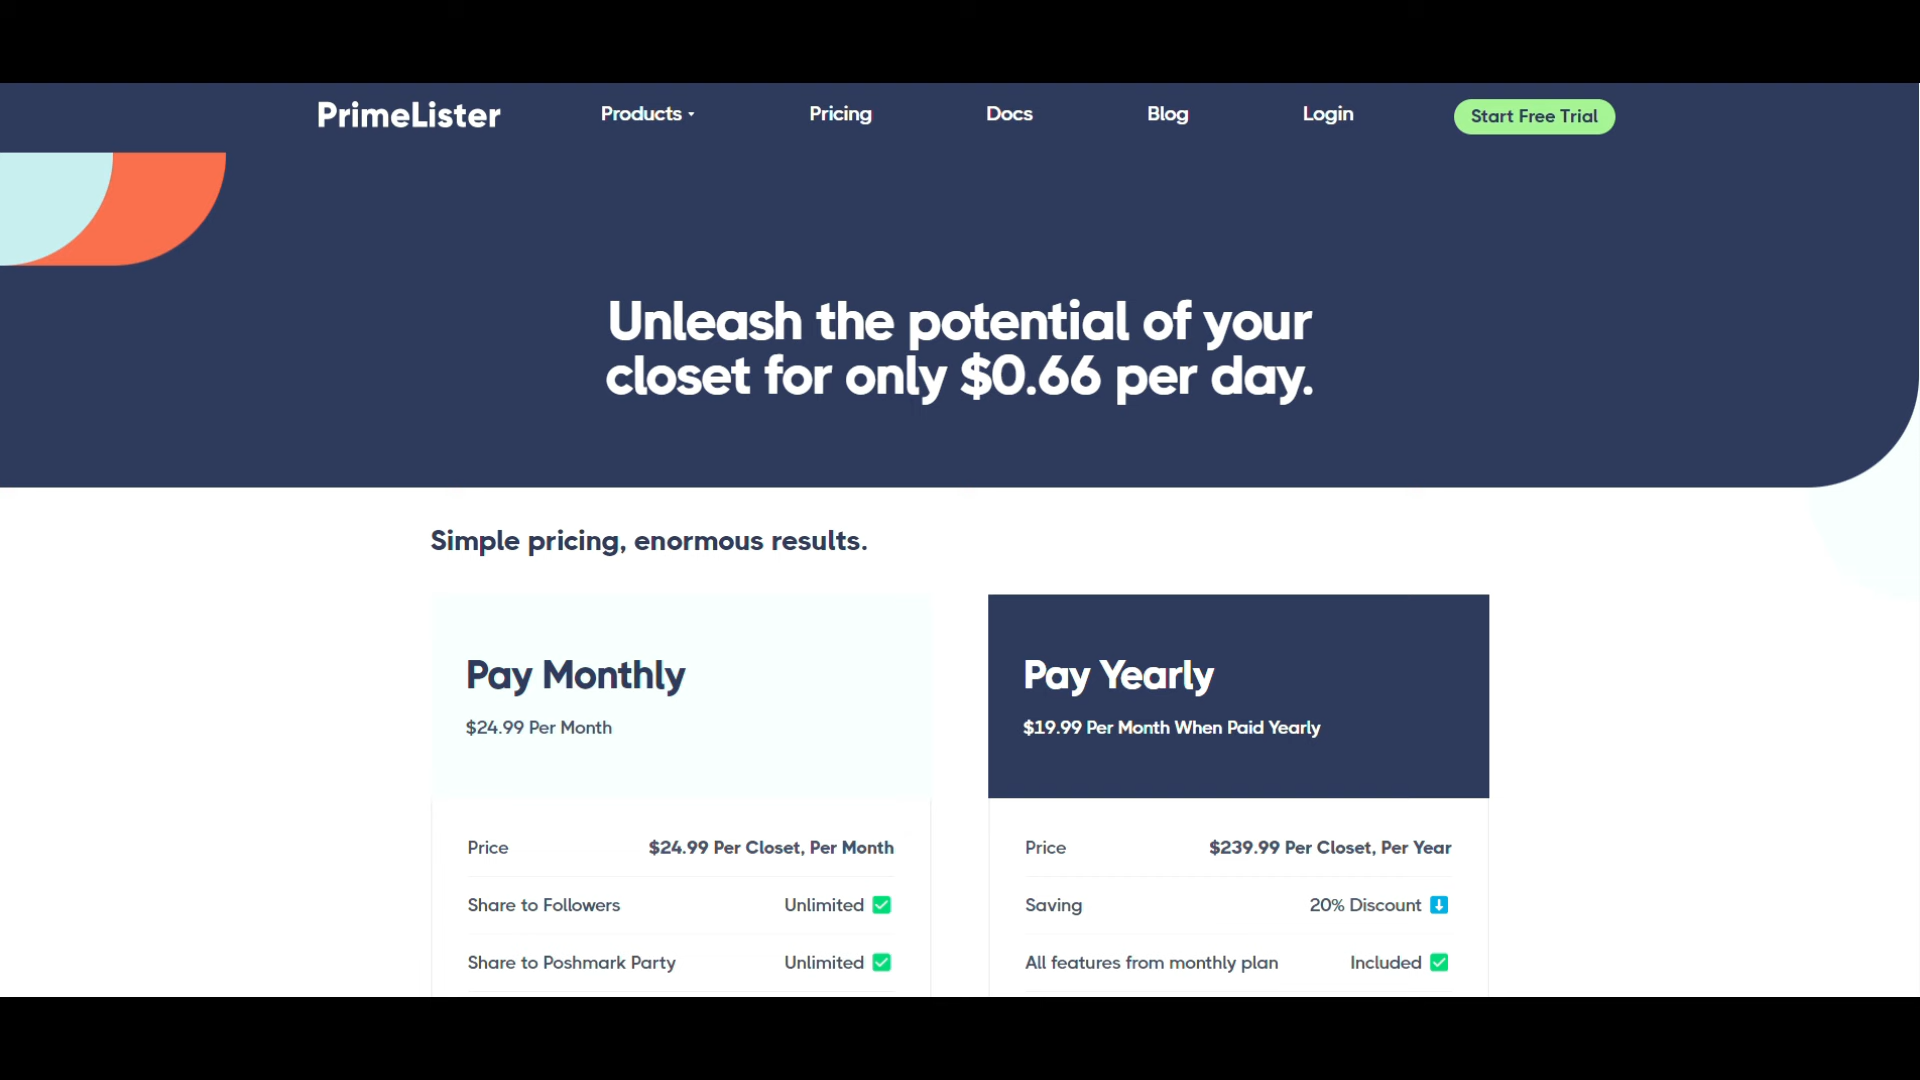 PrimeLister
Products
Pricing
Docs
Blog
Login
Start Free Trial
Unleash the potential of your
closet for only $0.66 per day.
Simple pricing, enormous results.
Pay Monthly
$24.99 Per Month
Price
$24.99 Per Closet, Per Month
Share to Followers
Unlimited
Share to Poshmark Party
Unlimited
Pay Yearly
$19.99 Per Month When Paid Yearly
Price
$239.99 Per Closet, Per Year
Saving
20% Discount
All features from monthly plan
Included